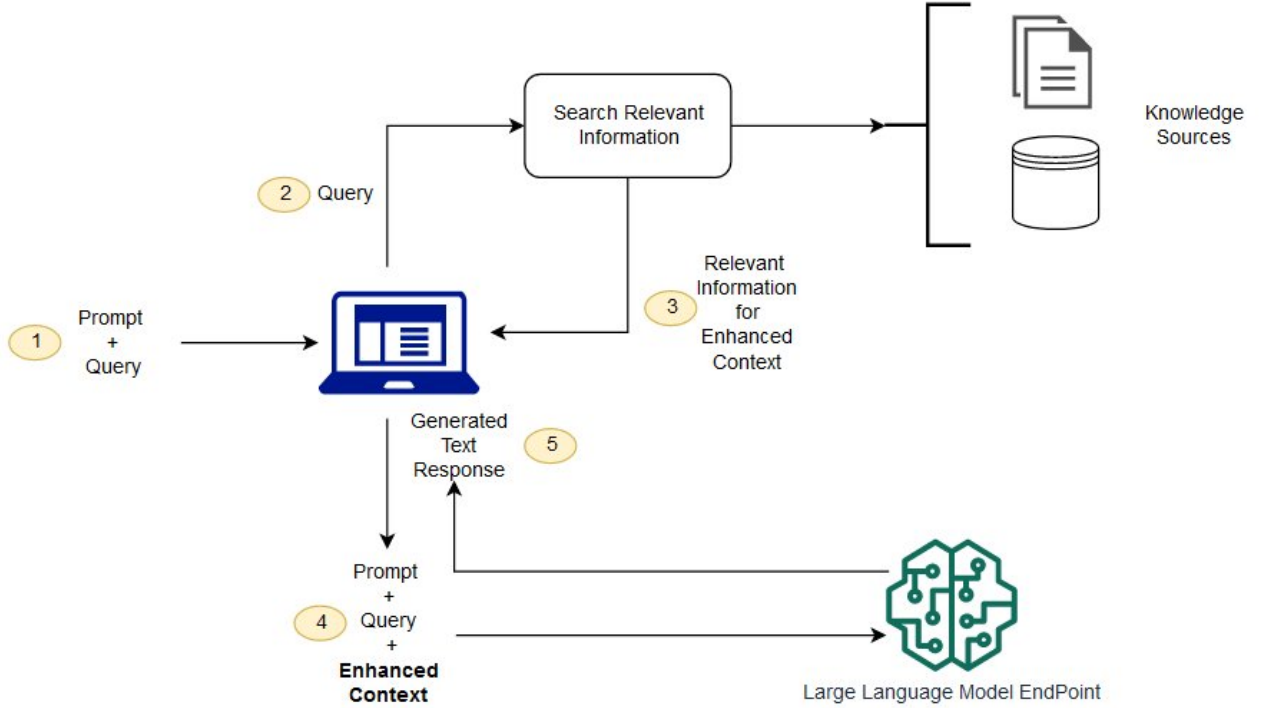 Search Relevant
Information
Knowledge
Sources
2
Query
1
Prompt
+
Query
3
Relevant
Information
for
Enhanced
Context
Generated
Text
Response
5
Prompt
+
4
Query
+
Enhanced
Context
Large Language Model EndPoint